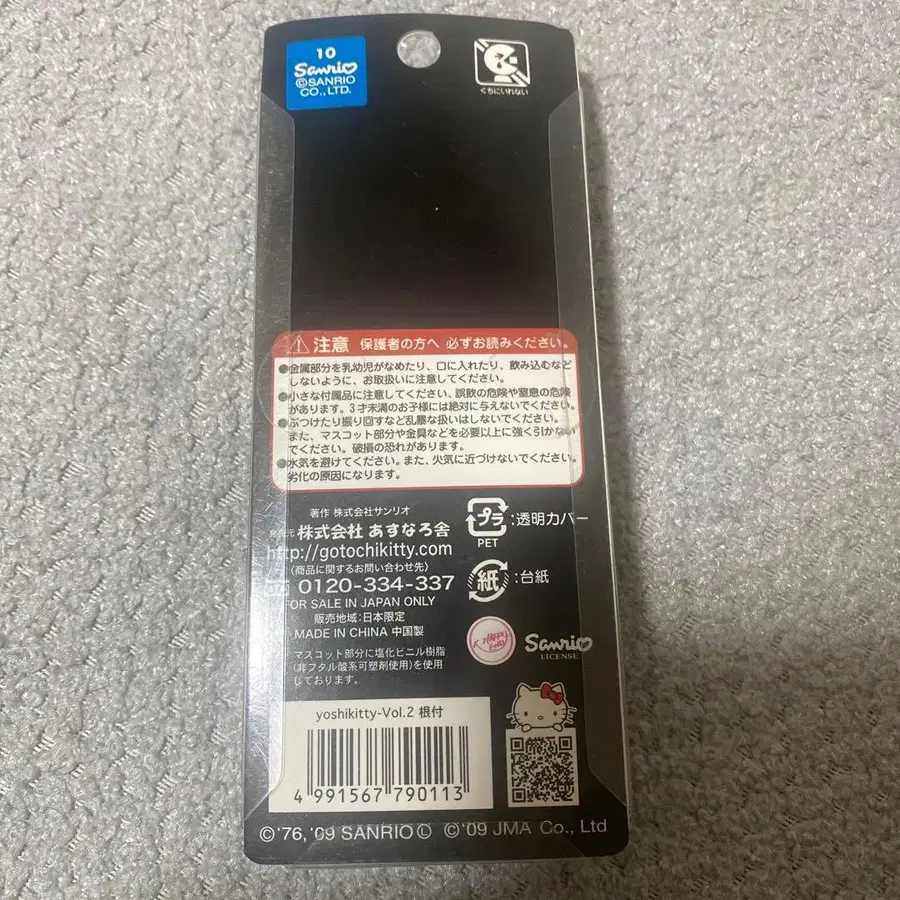 10
Sanrio
©SANRIO
CO.,LTD.
くちにいれない
注意 保護者の方へ 必ずお読みください。
●金属部分を乳幼児がなめたり、口に入れたり、飲み込むなど
しないように、お取扱いに注意してください。
●小さな付属品に注意してください。誤飲の危険や窒息の危険
があります。3才未満のお子様には絶対に与えないでください。
●ぶつけたり振り回すなど乱暴な扱いはしないでください。
また、マスコット部分や金具などを必要以上に強く引かない
でください。破損の恐れがあります。
●水気を避けてください。また、火気に近づけないでください。
劣化の原因になります。
著作 株式会社サンリオ
株式会社 あすなろ舎
http://gotochikitty.com
(商品に関するお問い合わせ先)
0120-334-337
FOR SALE IN JAPAN ONLY
販売地域:日本限定
MADE IN CHINA 中国製
マスコット部分に塩化ビニル樹脂
(非フタル酸系可塑剤使用)を使用
しております。
プラ :透明カバー
PET
紙 :台紙
HAPPY
END
Sanrio
LICENSE
yoshikitty-Vol.2 根付
4 991567 790113
©'76,'09 SANRIO Ⓛ ©'09 JMA Co., Ltd